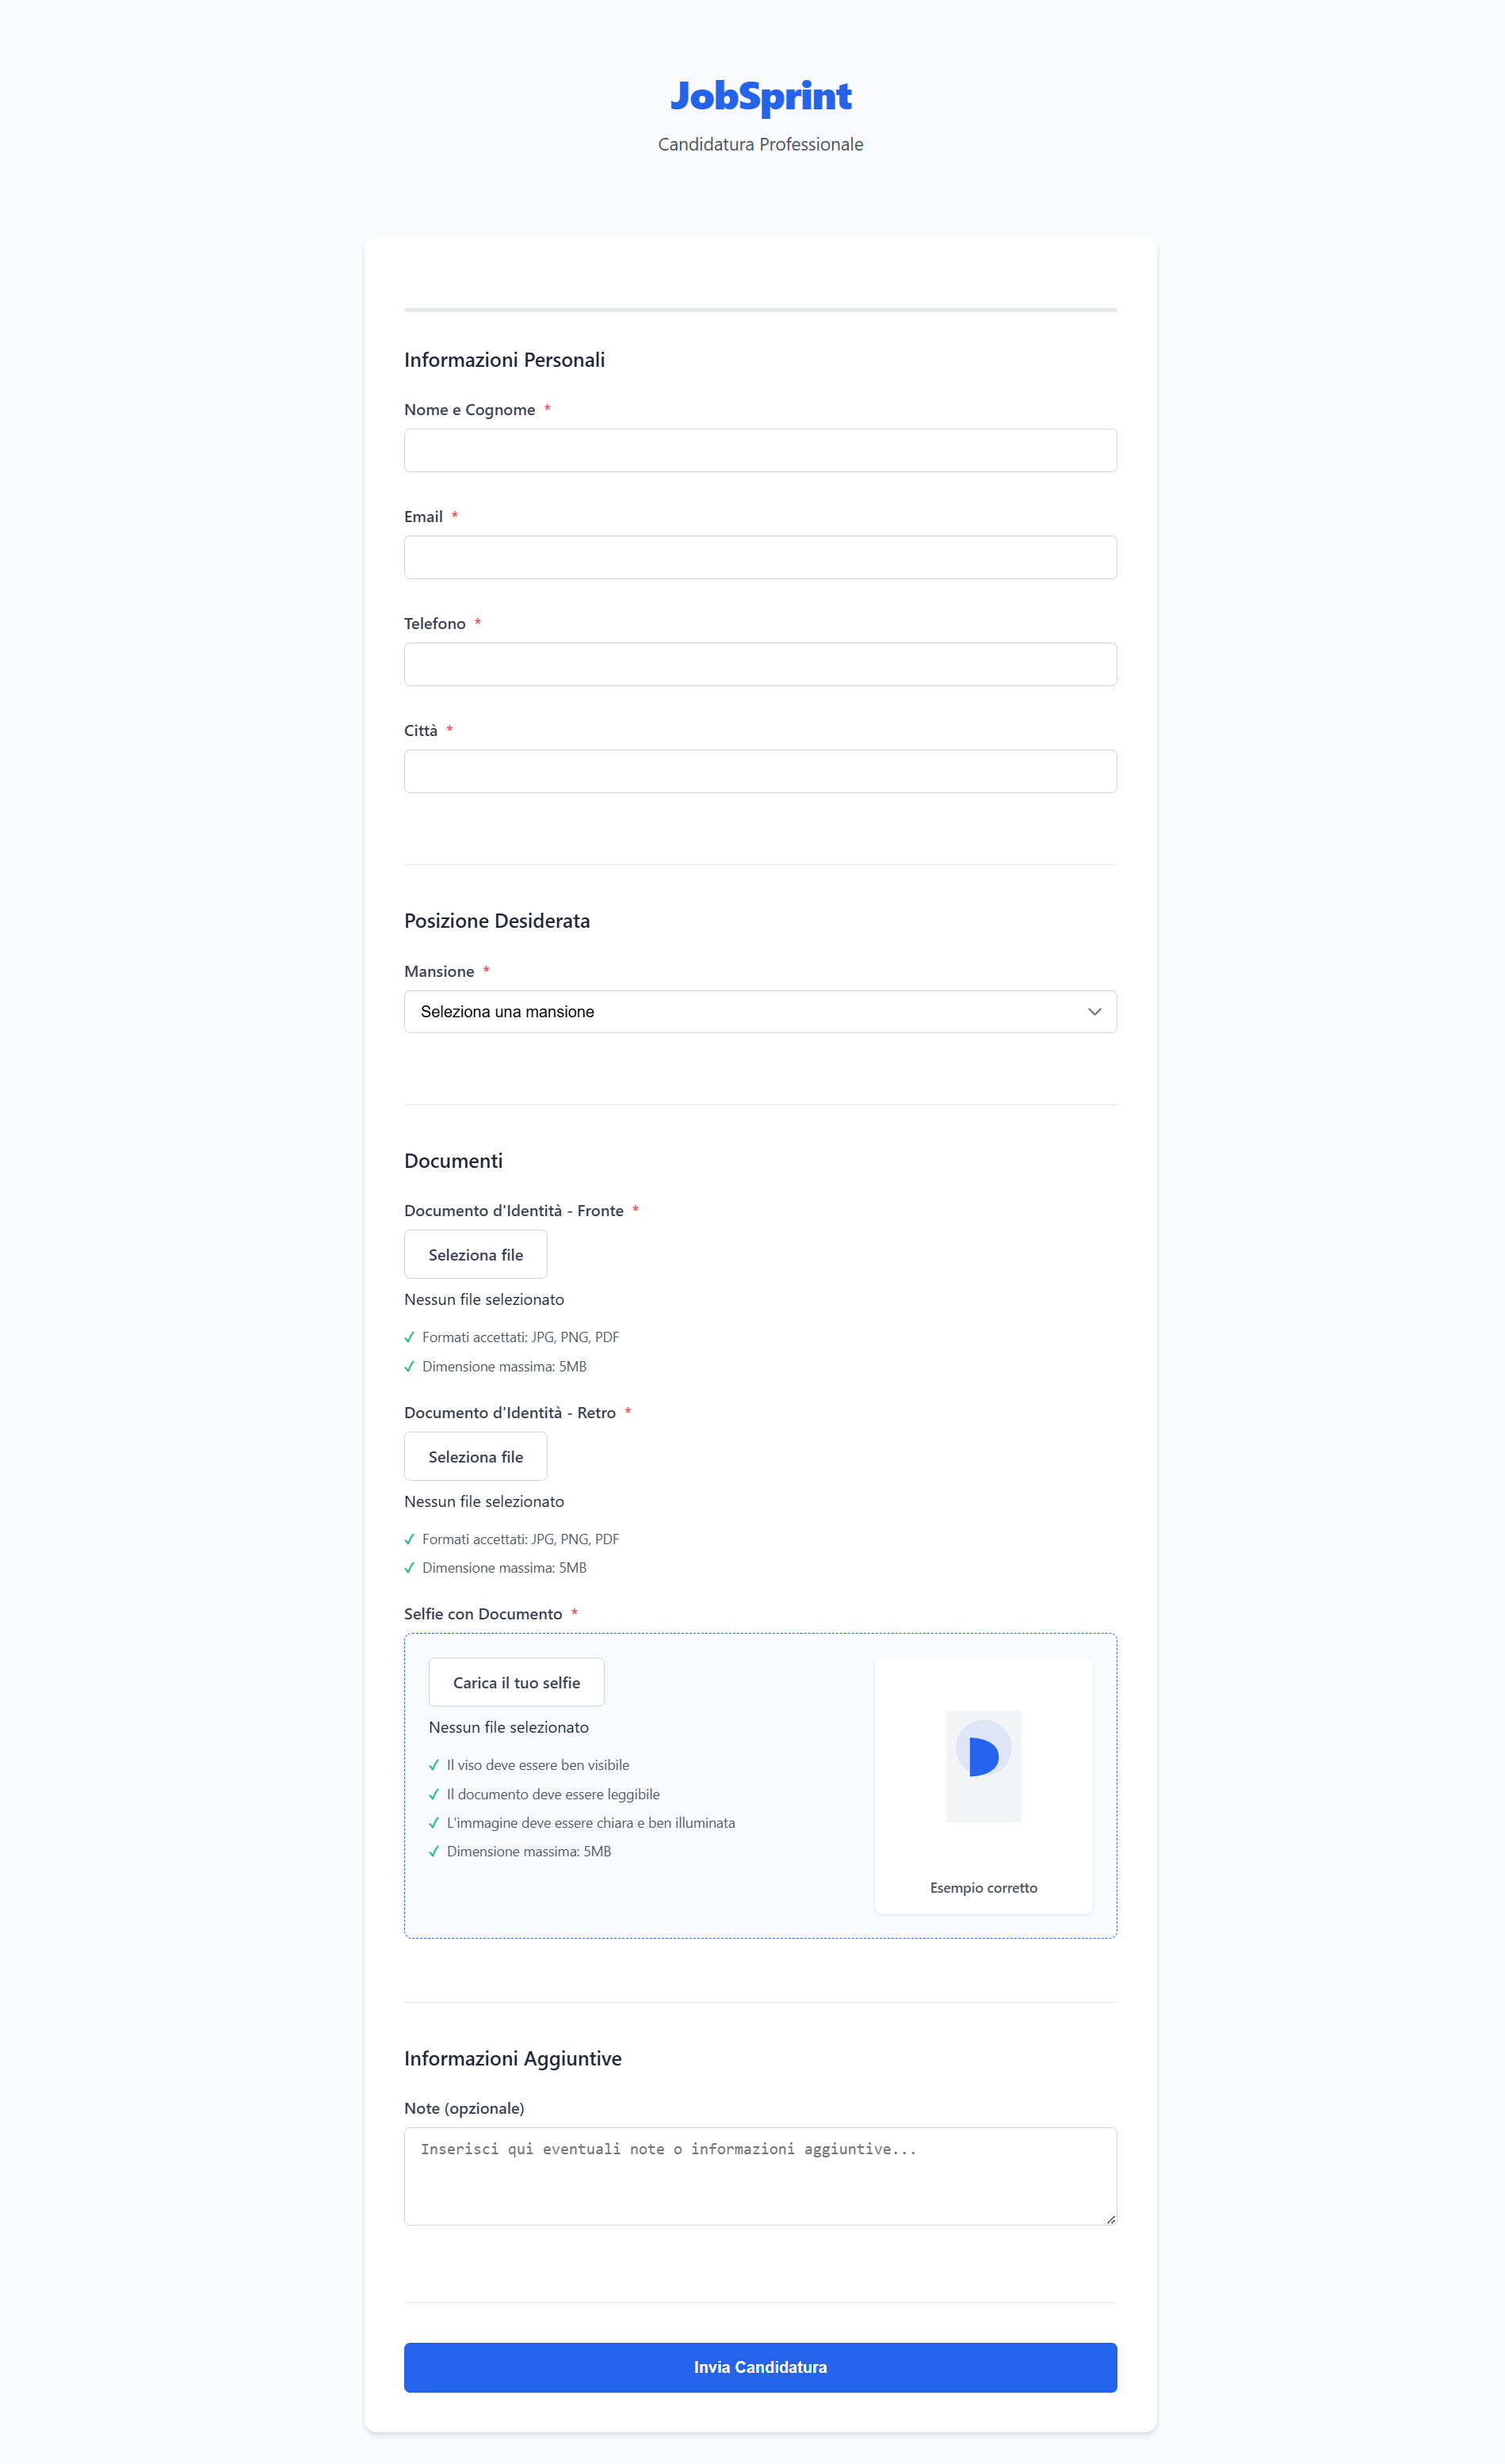 JobSprint
Candidatura Professionale
Informazioni Personali
Nome e Cognome *
Email *
Telefono *
Città *
Posizione Desiderata
Mansione *
Seleziona una mansione
Documenti
Documento d'Identità - Fronte *
Seleziona file
Nessun file selezionato
✓ Formati accettati: JPG, PNG, PDF
✓ Dimensione massima: 5MB
Documento d'Identità - Retro *
Seleziona file
Nessun file selezionato
✓ Formati accettati: JPG, PNG, PDF
✓ Dimensione massima: 5MB
Selfie con Documento *
Carica il tuo selfie
Nessun file selezionato
✓ Il viso deve essere ben visibile
✓ Il documento deve essere leggibile
✓ L'immagine deve essere chiara e ben illuminata
✓ Dimensione massima: 5MB
Esempio corretto
Informazioni Aggiuntive
Note (opzionale)
Inserisci qui eventuali note o informazioni aggiuntive...
Invia Candidatura